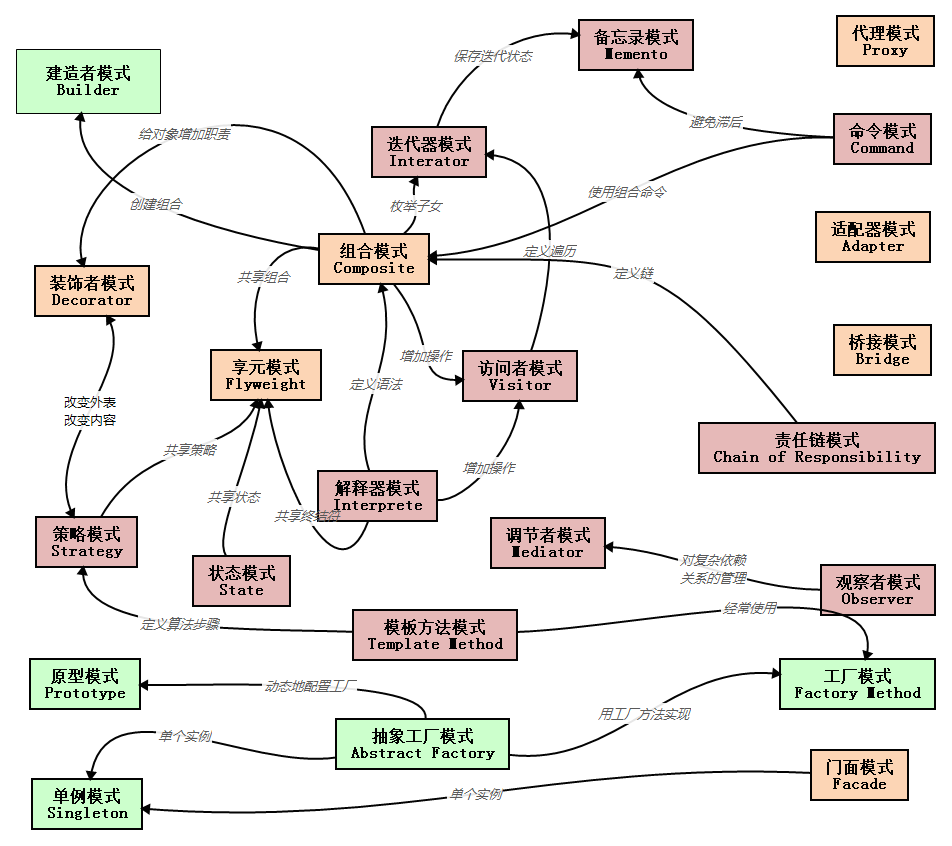 代理模式
Proxy
备忘录模式
Memento
保存迭代状态
建造者模式
Builder
给对象增加职责
迭代器模式
Interator
避免滞后
命令模式
Command
创建组合
枚举子女
使用组合命令
适配器模式
Adapter
组合模式
Composite
定义遍历
装饰者模式
Decorator
共享组合
定义链
桥接模式
Bridge
享元模式
Flyweight
增加操作
访问者模式
Visitor
定义语法
改变外表
改变内容
共享策略
责任链模式
Chain of Responsibility
增加操作
解释器模式
Interprete
共享状态
共享终结符
策略模式
Strategy
调节者模式
Mediator
对复杂依赖
关系的管理
状态模式
State
观察者模式
Observer
定义算法步骤
模板方法模式
Template Method
经常使用
原型模式
Prototype
动态地配置工厂
工厂模式
Factory Method
用工厂方法实现
单个实例
抽象工厂模式
Abstract Factory
门面模式
Facade
单例模式
Singleton
单个实例